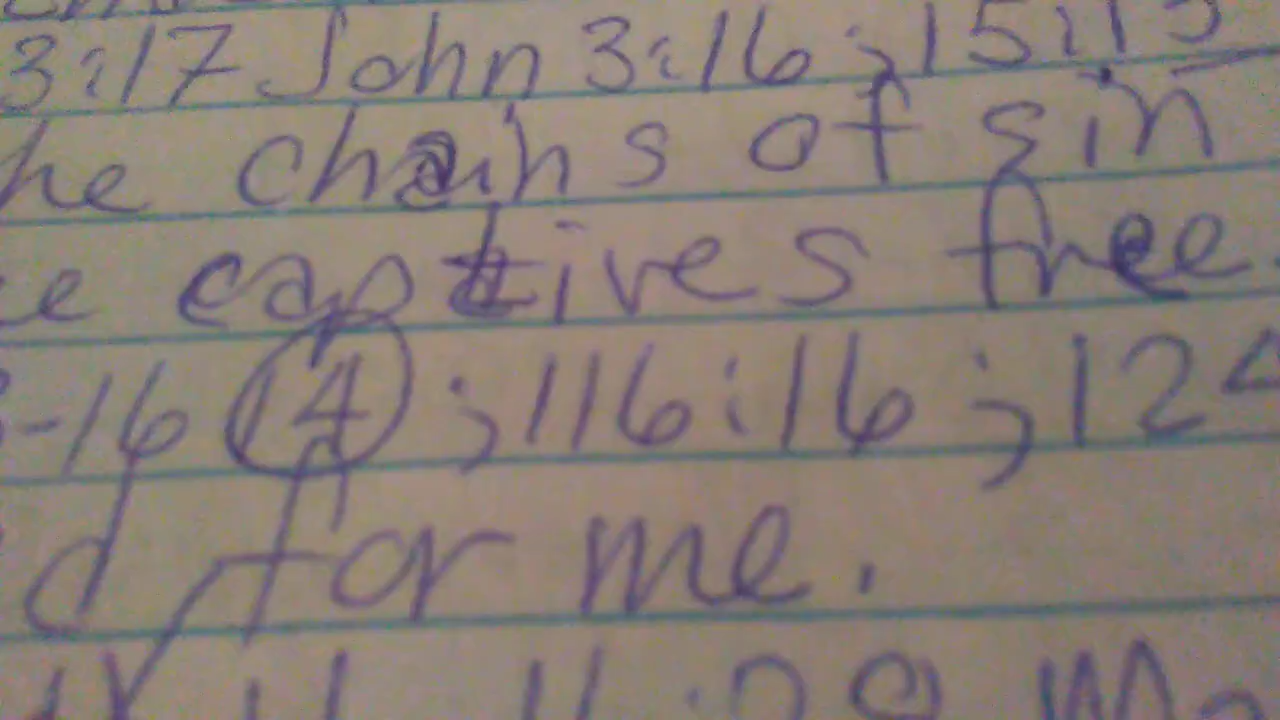 3:17 John 3:16 ; 15:13
he chains of sin
e captives free.
-16 (14) ; 116:16 ; 124
d for me.